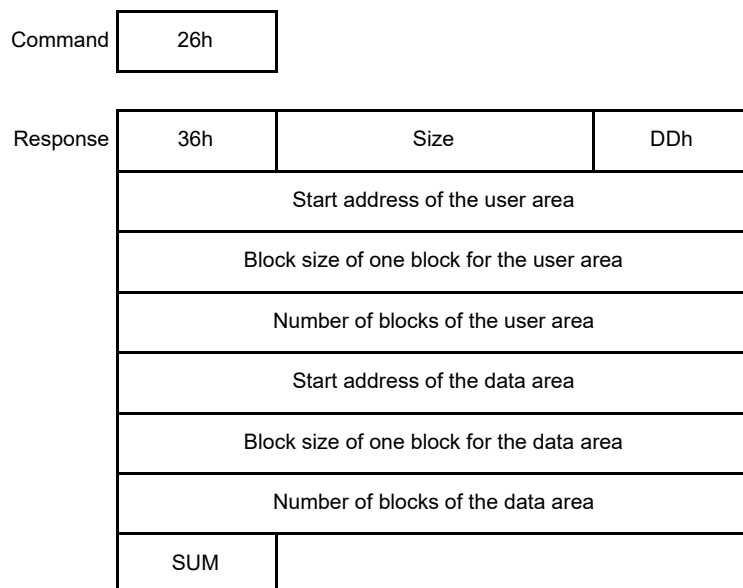 Command 26h
Response 36h Size DDh
Start address of the user area
Block size of one block for the user area
Number of blocks of the user area
Start address of the data area
Block size of one block for the data area
Number of blocks of the data area
SUM